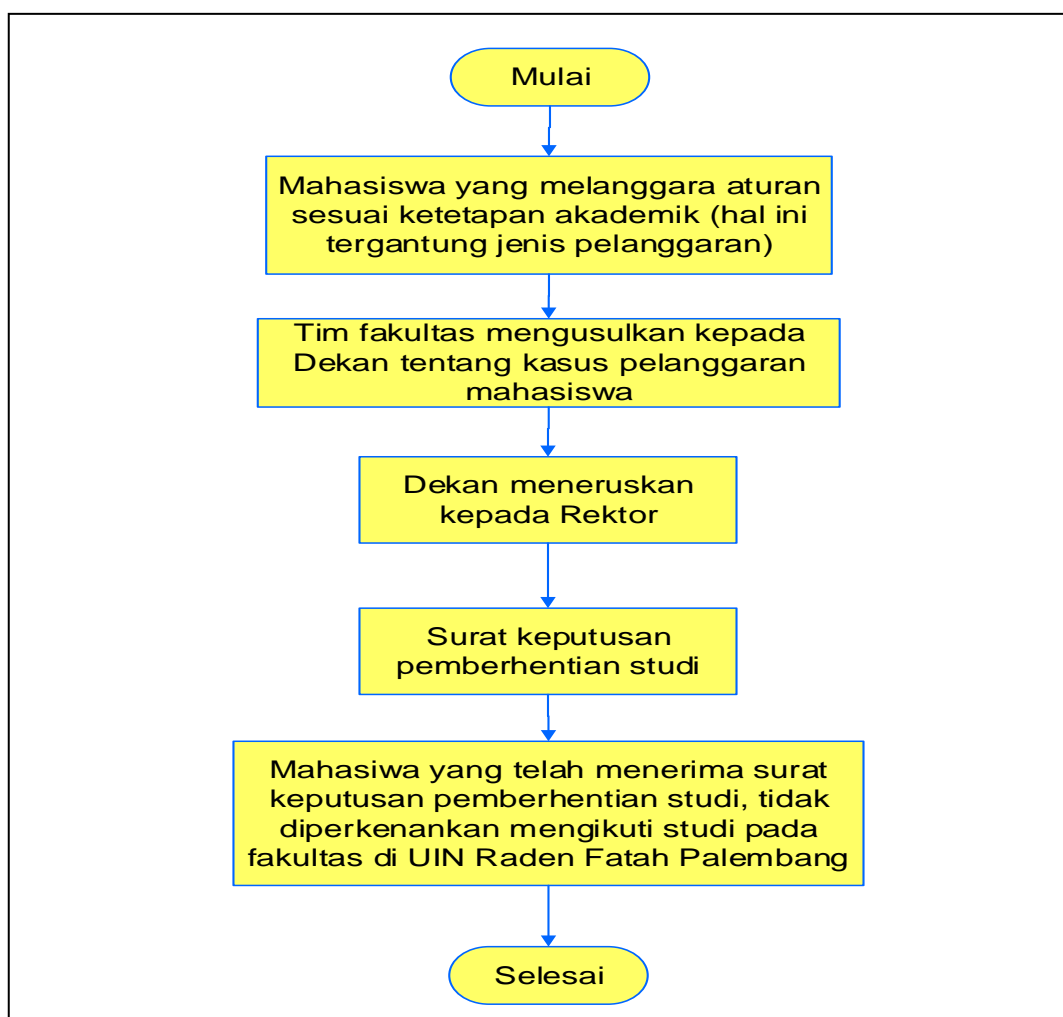 Mulai
Mahasiswa yang melanggara aturan
sesuai ketetapan akademik (hal ini
tergantung jenis pelanggaran)
Tim fakultas mengusulkan kepada
Dekan tentang kasus pelanggaran
mahasiswa
Dekan meneruskan
kepada Rektor
Surat keputusan
pemberhentian studi
Mahasiwa yang telah menerima surat
keputusan pemberhentian studi, tidak
diperkenankan mengikuti studi pada
fakultas di UIN Raden Fatah Palembang
Selesai